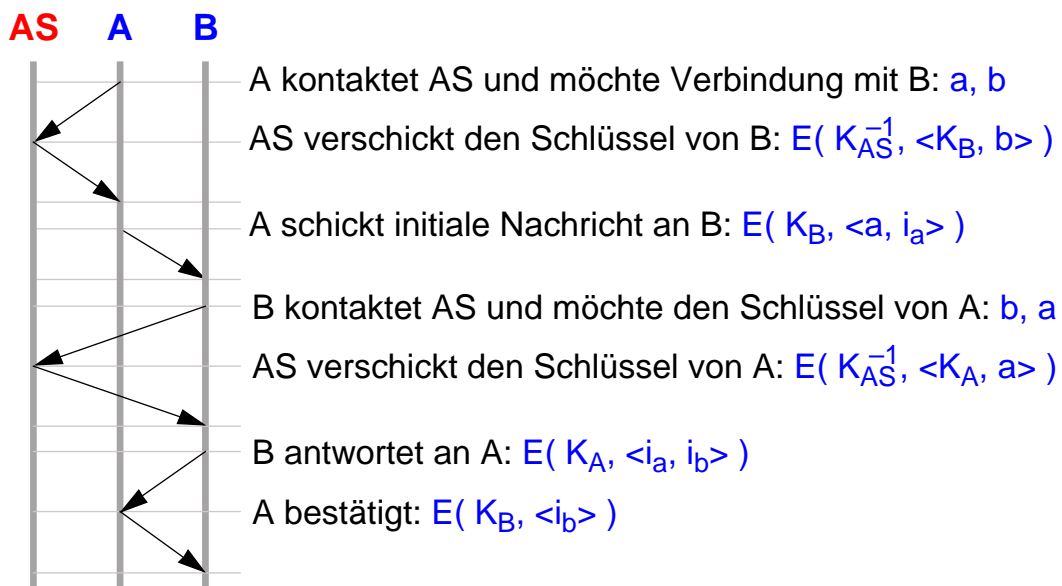 AS A B
A kontaktet AS und möchte Verbindung mit B: a, b
AS verschickt den Schlüssel von B: E( K_AS^–1, <K_B, b> )
A schickt initiale Nachricht an B: E( K_B, <a, i_a> )
B kontaktet AS und möchte den Schlüssel von A: b, a
AS verschickt den Schlüssel von A: E( K_AS^–1, <K_A, a> )
B antwortet an A: E( K_A, <i_a, i_b> )
A bestätigt: E( K_B, <i_b> )